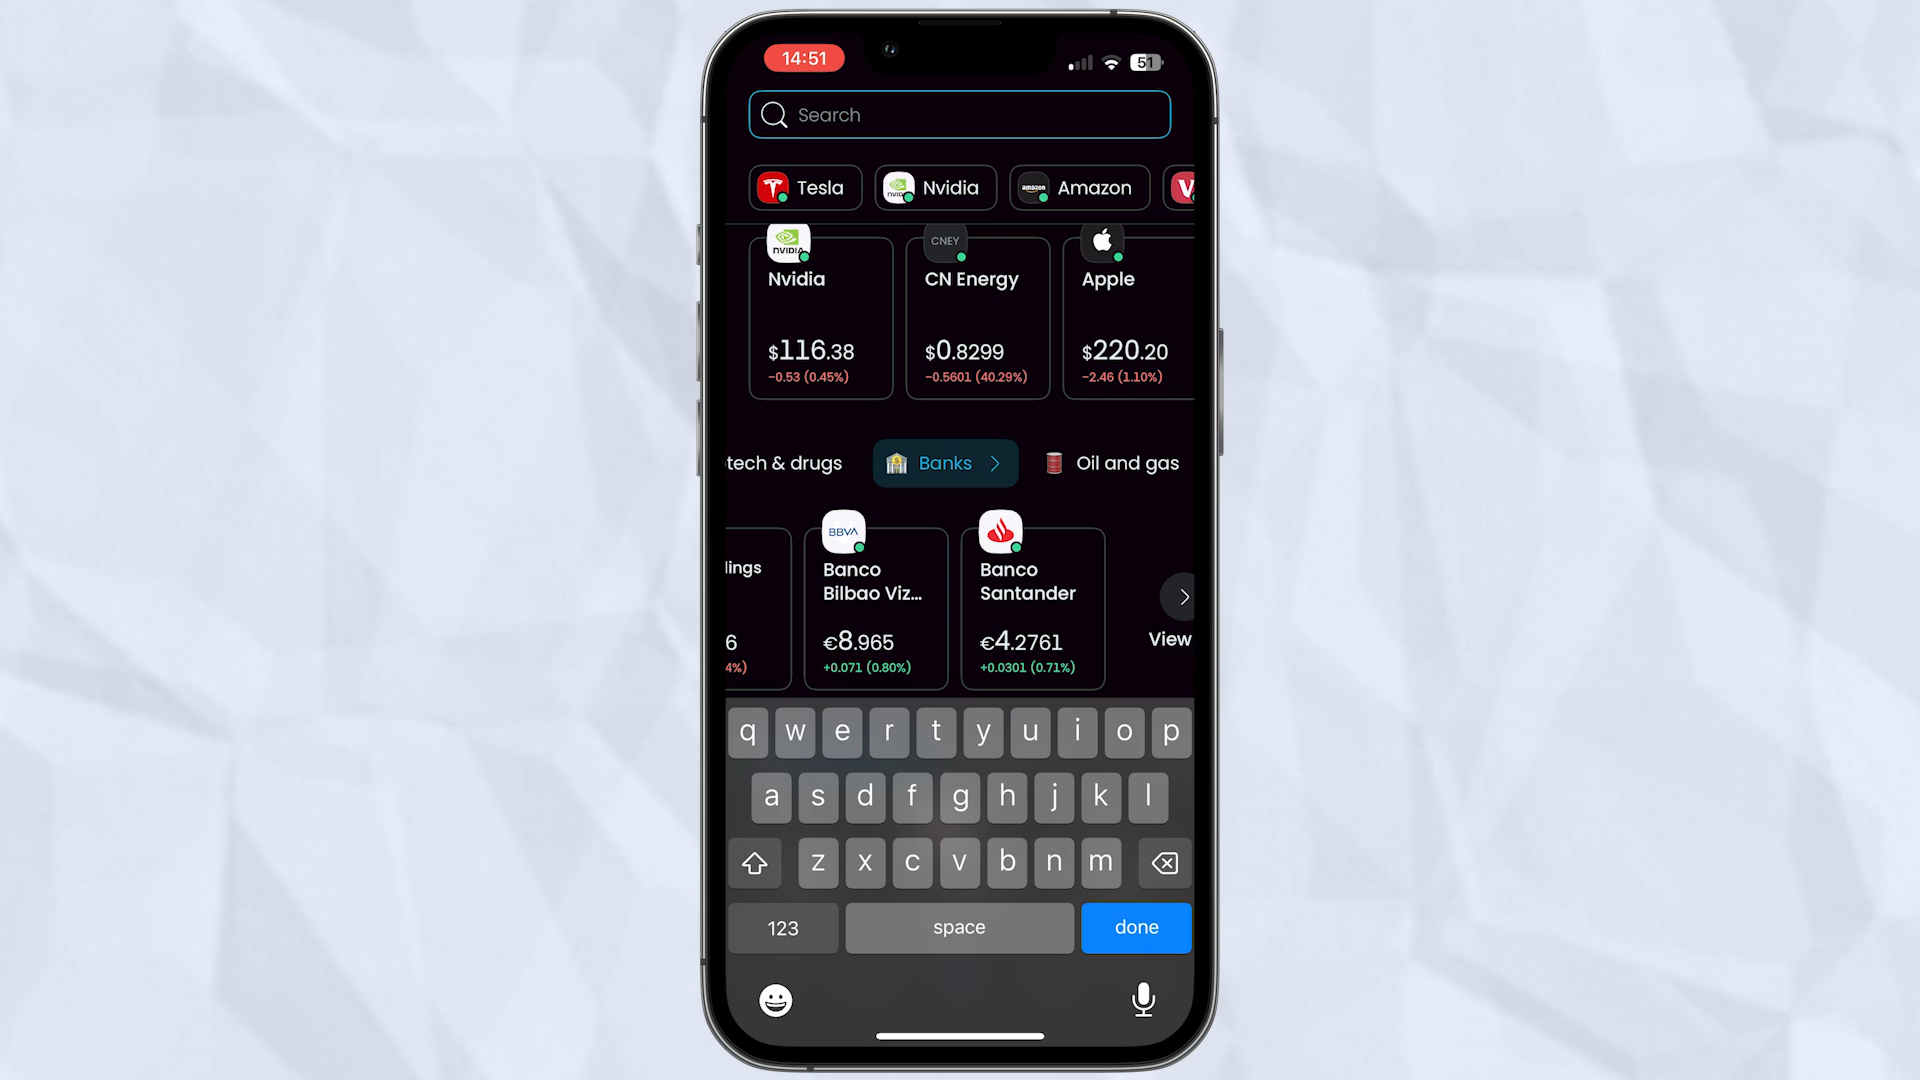 14:51
51
Search
Tesla
Nvidia
amazon
Amazon
V
NVIDIA
CNEY
Nvidia
CN Energy
Apple
$116.38
$0.8299
$220.20
−0.53 (0.45%)
−0.5601 (40.29%)
−2.46 (1.10%)
tech & drugs
Banks
Oil and gas
BBVA
lings
Banco
Bilbao Viz...
Banco
Santander
6
€8.965
€4.2761
View
4%)
+0.071 (0.80%)
+0.0301 (0.71%)
q w e r t y u i o p
a s d f g h j k l
z x c v b n m
123
space
done